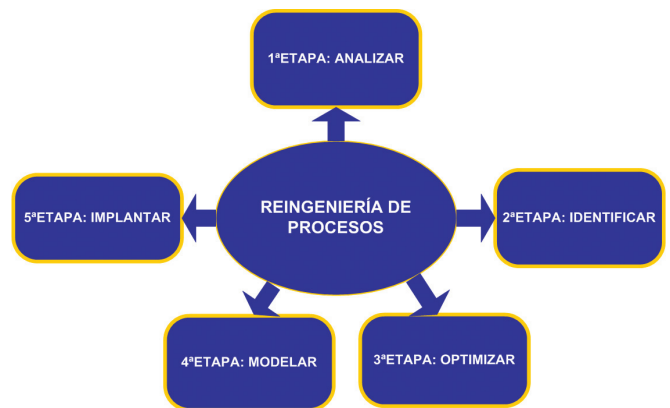 1ªETAPA: ANALIZAR
REINGENIERÍA DE
PROCESOS
2ªETAPA: IDENTIFICAR
3ªETAPA: OPTIMIZAR
4ªETAPA: MODELAR
5ªETAPA: IMPLANTAR